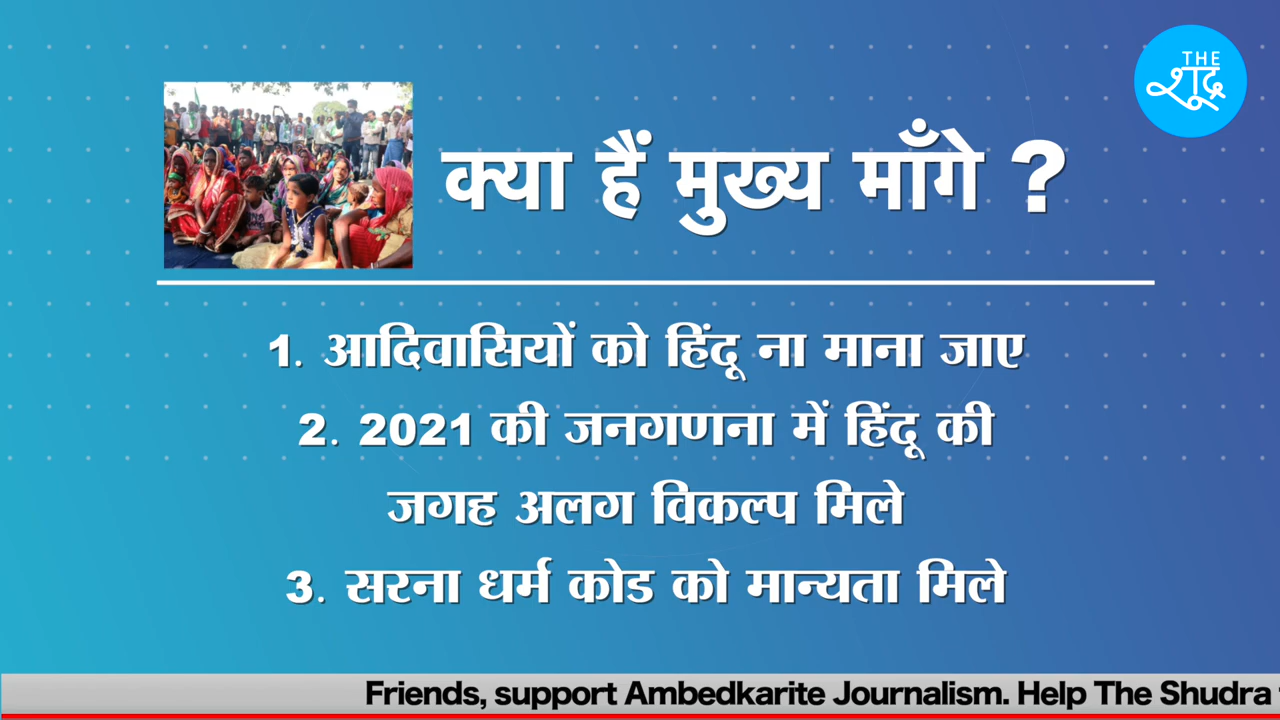 THE
शूद्र
क्या हैं मुख्य माँगे ?
1. आदिवासियों को हिंदू ना माना जाए
2. 2021 की जनगणना में हिंदू की
जगह अलग विकल्प मिले
3. सरना धर्म कोड को मान्यता मिले
Friends, support Ambedkarite Journalism. Help The Shudra